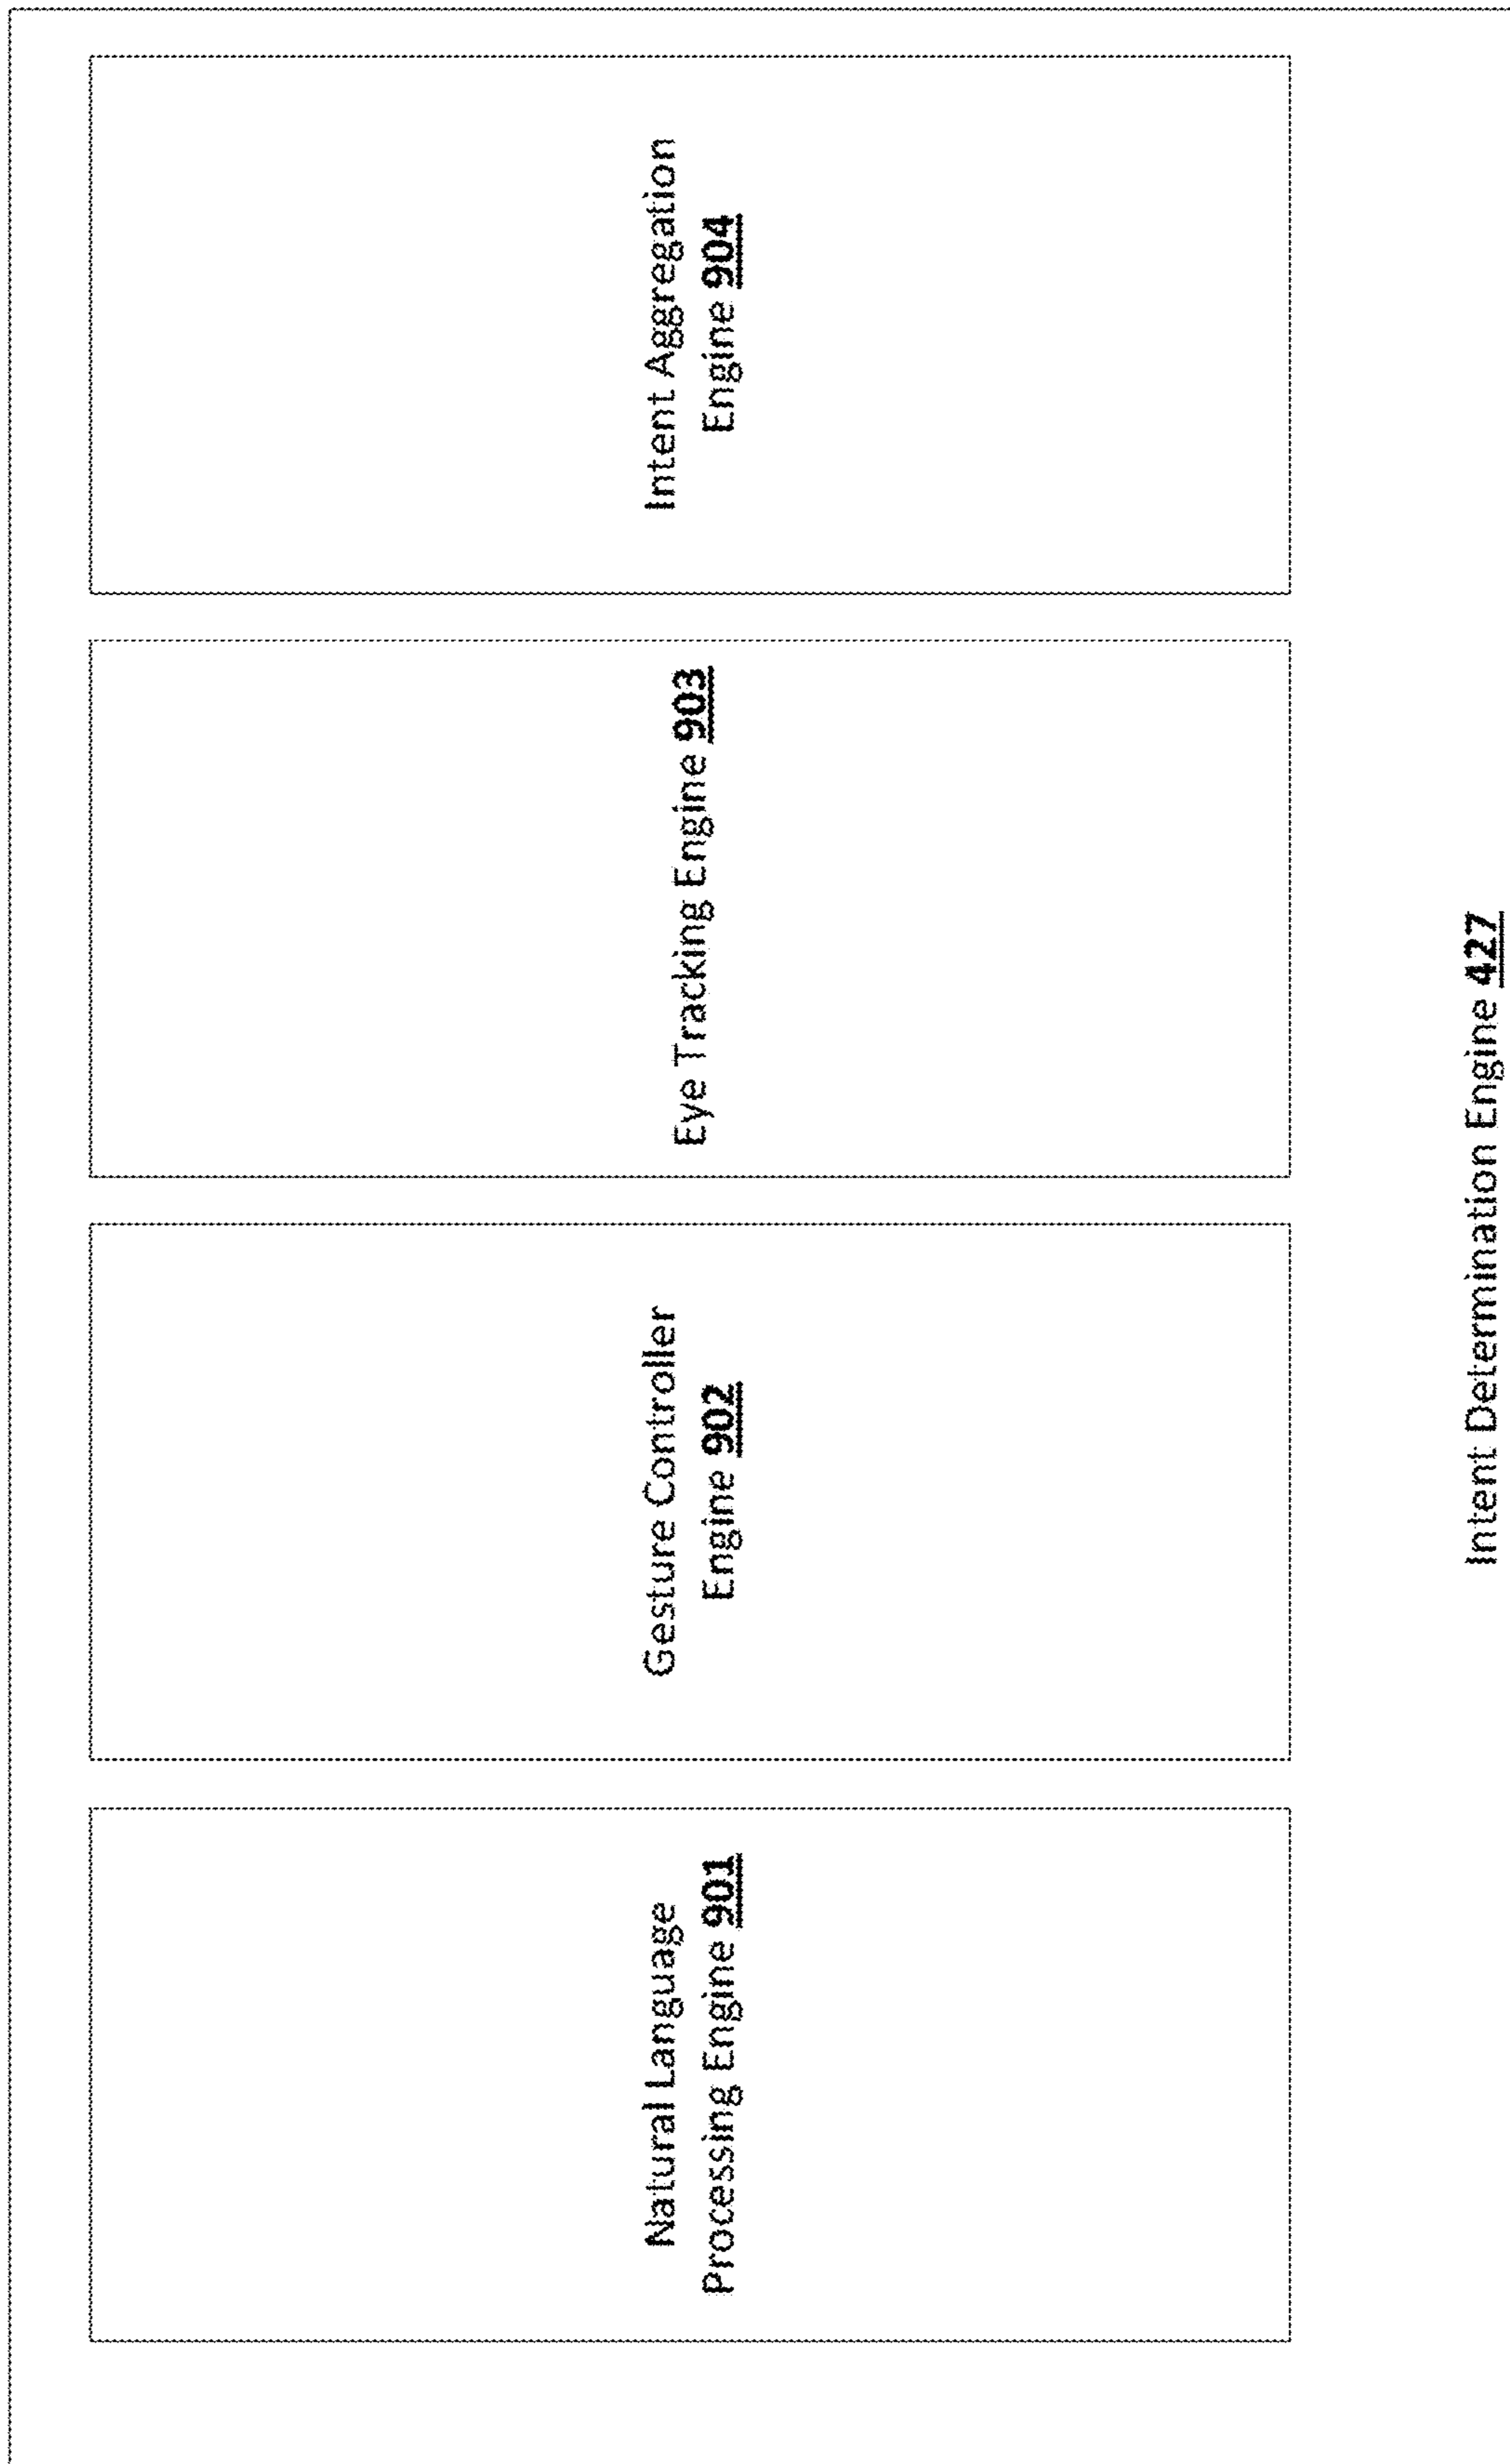 Natural Language
Processing Engine 901
Gesture Controller
Engine 902
Eye Tracking Engine 903
Intent Aggregation
Engine 904
Intent Determination Engine 427